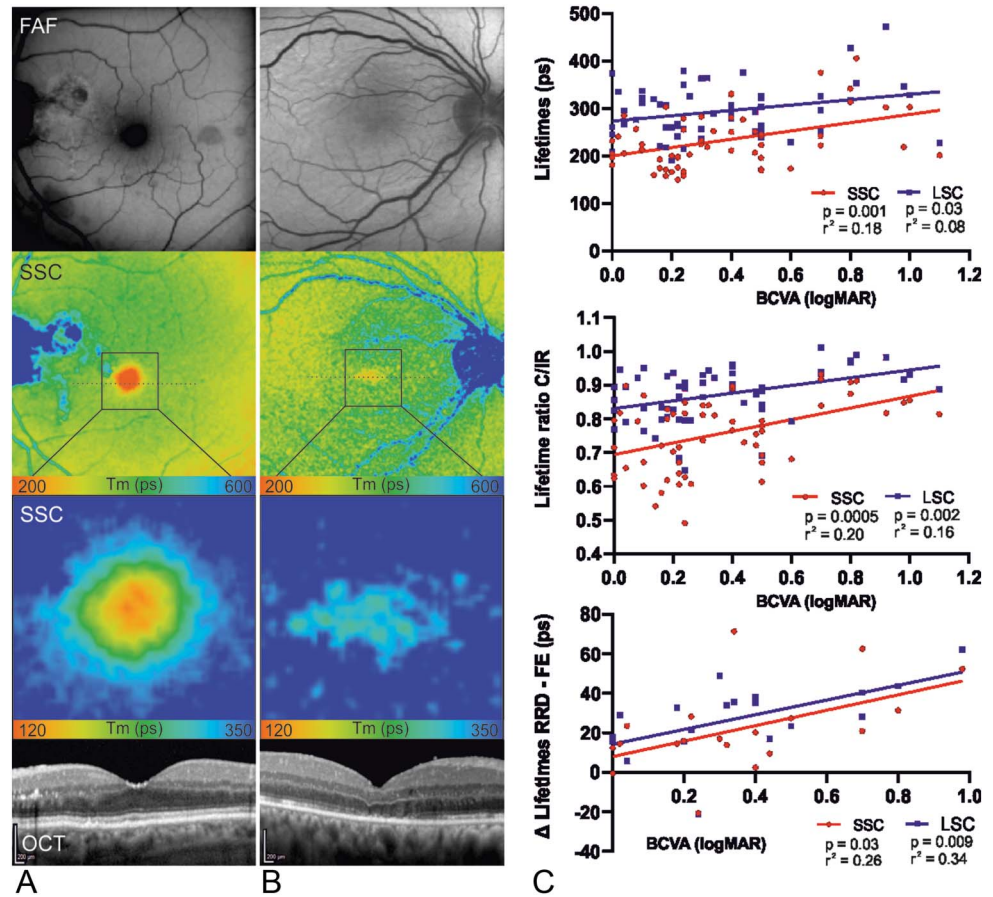 FAF
SSC
200 Tm (ps) 600
200 Tm (ps) 600
SSC
120 Tm (ps) 350
120 Tm (ps) 350
OCT
200 µm
200 µm
A
B
C
Lifetimes (ps)
500
400
300
200
100
0
0.0 0.2 0.4 0.6 0.8 1.0 1.2
BCVA (logMAR)
SSC LSC
p = 0.001 p = 0.03
r² = 0.18 r² = 0.08
Lifetime ratio C/IR
1.1
1.0
0.9
0.8
0.7
0.6
0.5
0.4
0.0 0.2 0.4 0.6 0.8 1.0 1.2
BCVA (logMAR)
SSC LSC
p = 0.0005 p = 0.002
r² = 0.20 r² = 0.16
Δ Lifetimes RRD - FE (ps)
80
60
40
20
0
-20
-40
0.2 0.4 0.6 0.8 1.0
BCVA (logMAR)
SSC LSC
p = 0.03 p = 0.009
r² = 0.26 r² = 0.34